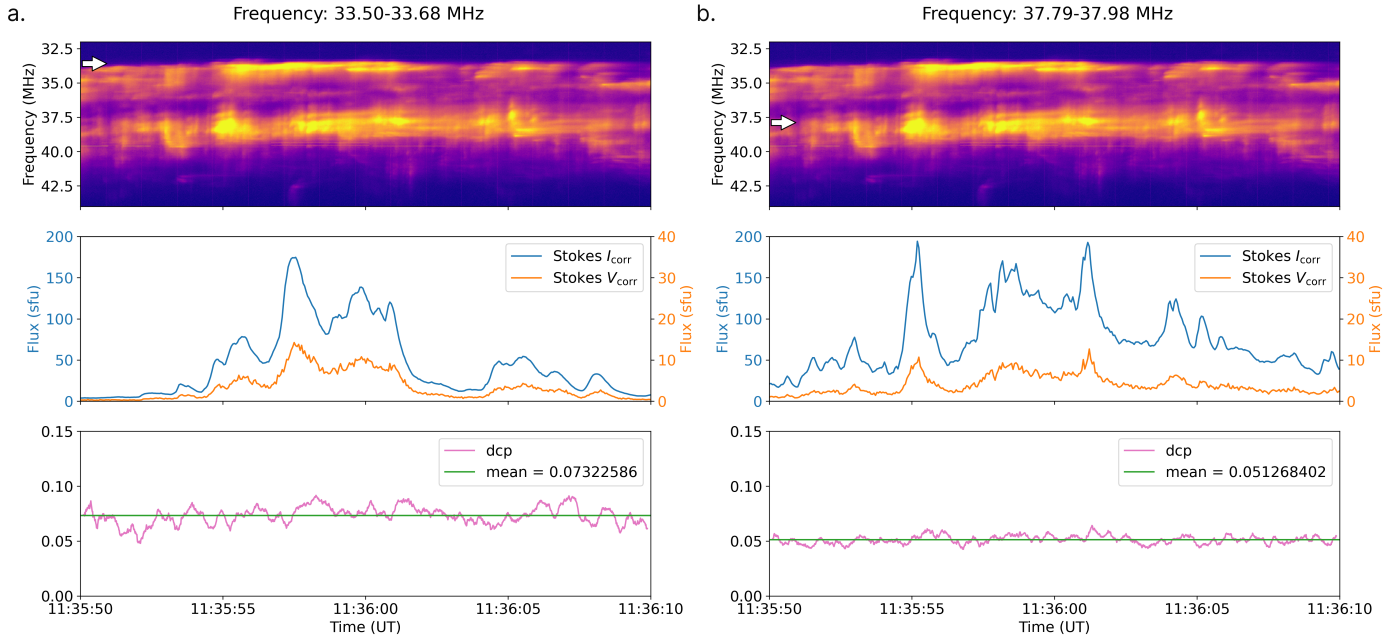 a.
Frequency: 33.50-33.68 MHz
Frequency (MHz)
32.5
35.0
37.5
40.0
42.5
Flux (sfu)
200
150
100
50
0
Stokes I_corr
Stokes V_corr
40
30
20
10
0
Flux (sfu)
0.15
0.10
0.05
0.00
dcp
mean = 0.07322586
11:35:50 11:35:55 11:36:00 11:36:05 11:36:10
Time (UT)
b.
Frequency: 37.79-37.98 MHz
Frequency (MHz)
32.5
35.0
37.5
40.0
42.5
Flux (sfu)
200
150
100
50
0
Stokes I_corr
Stokes V_corr
40
30
20
10
0
Flux (sfu)
0.15
0.10
0.05
0.00
dcp
mean = 0.051268402
11:35:50 11:35:55 11:36:00 11:36:05 11:36:10
Time (UT)